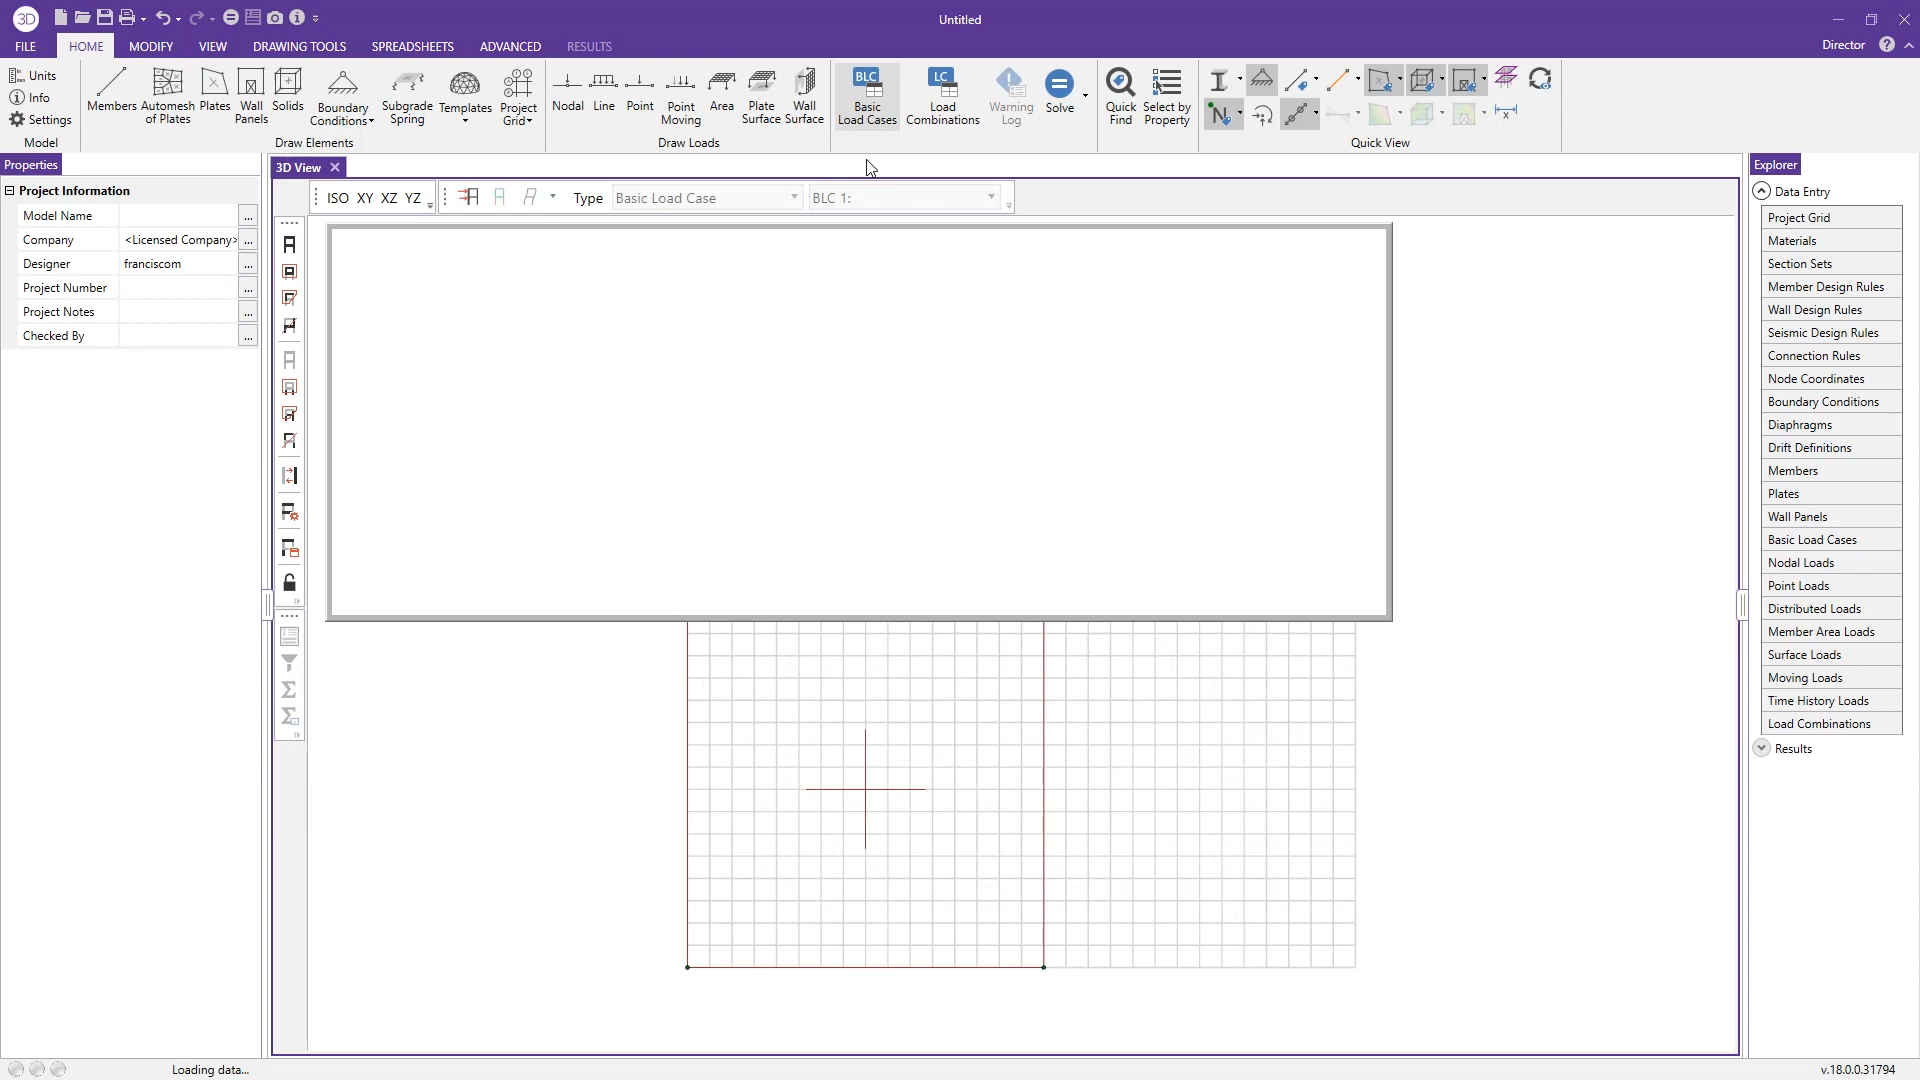 3D
Untitled
FILE HOME MODIFY VIEW DRAWING TOOLS SPREADSHEETS ADVANCED RESULTS
Director
Units
Info
Settings
Model
Members
Automesh of Plates
Plates
Wall Panels
Solids
Boundary Conditions
Subgrade Spring
Templates
Project Grid
Draw Elements
Nodal
Line
Point
Point Moving
Area
Plate Surface
Wall Surface
Draw Loads
BLC
Basic Load Cases
LC
Load Combinations
Warning Log
Solve
Quick Find
Select by Property
Quick View
Properties
Project Information
Model Name
Company <Licensed Company>
Designer franciscom
Project Number
Project Notes
Checked By
3D View
ISO XY XZ YZ
Type Basic Load Case BLC 1:
Explorer
Data Entry
Project Grid
Materials
Section Sets
Member Design Rules
Wall Design Rules
Seismic Design Rules
Connection Rules
Node Coordinates
Boundary Conditions
Diaphragms
Drift Definitions
Members
Plates
Wall Panels
Basic Load Cases
Nodal Loads
Point Loads
Distributed Loads
Member Area Loads
Surface Loads
Moving Loads
Time History Loads
Load Combinations
Results
Loading data...
v.18.0.0.31794